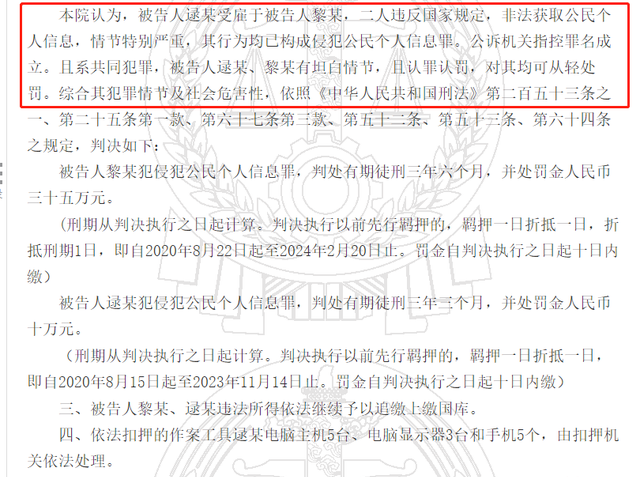 本院认为，被告人逯某受雇于被告人黎某，二人违反国家规定，非法获取公民个
人信息，情节特别严重，其行为均已构成侵犯公民个人信息罪。公诉机关指控罪名成
立。且系共同犯罪，被告人逯某、黎某有坦白情节，且认罪认罚，对其均可从轻处
罚。综合其犯罪情节及社会危害性，依照《中华人民共和国刑法》第二百五十三条之
一、第二十五条第一款、第六十七条第三款、第五十二条、第五十三条、第六十四条
之规定，判决如下：
被告人黎某犯侵犯公民个人信息罪，判处有期徒刑三年六个月，并处罚金人民币
三十五万元。
(刑期从判决执行之日起计算。判决执行以前先行羁押的，羁押一日折抵一日，折
抵刑期1日，即自2020年8月22日起至2024年2月20日止。罚金自判决执行之日起十日内
缴）
被告人逯某犯侵犯公民个人信息罪，判处有期徒刑三年三个月，并处罚金人民币
十万元。
（刑期从判决执行之日起计算。判决执行以前先行羁押的，羁押一日折抵一日，
即自2020年8月15日起至2023年11月14日止。罚金自判决执行之日起十日内缴）
三、被告人黎某、逯某违法所得依法继续予以追缴上缴国库。
四、依法扣押的作案工具逯某电脑主机5台、电脑显示器3台和手机5个，由扣押机
关依法处理。